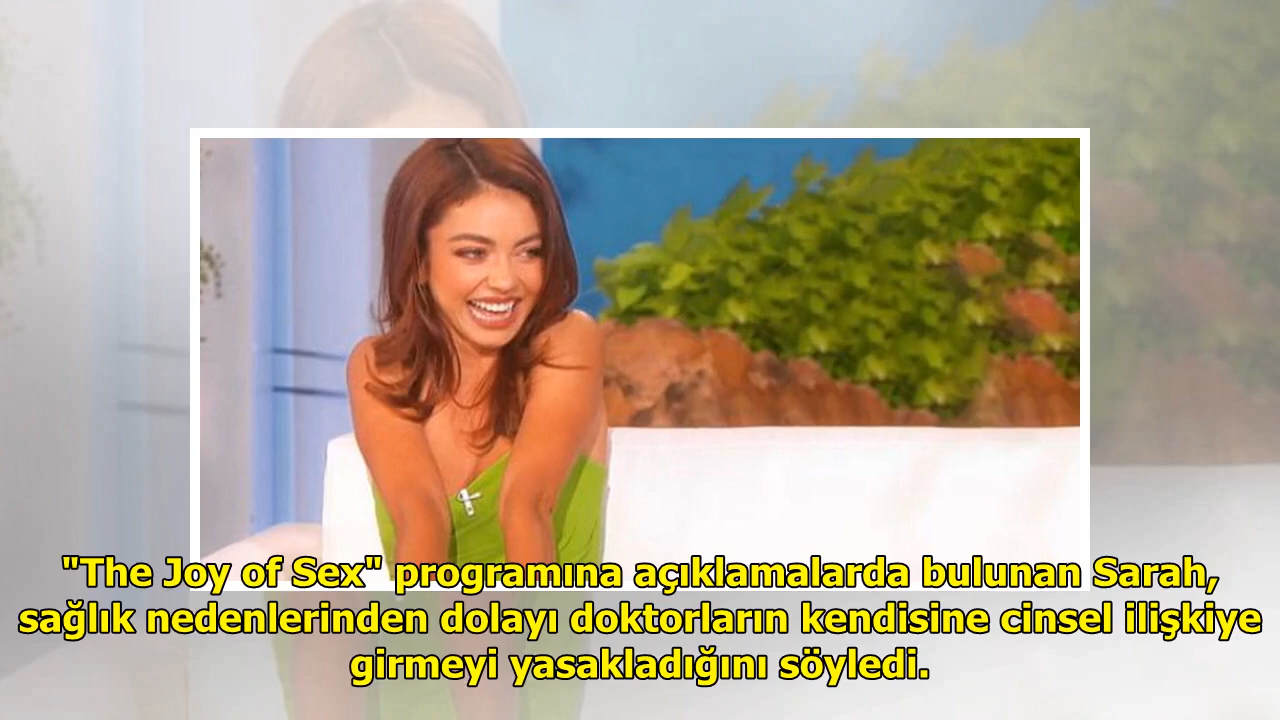 "The Joy of Sex" programına açıklamalarda bulunan Sarah,
sağlık nedenlerinden dolayı doktorların kendisine cinsel ilişkiye
girmeyi yasakladığını söyledi.